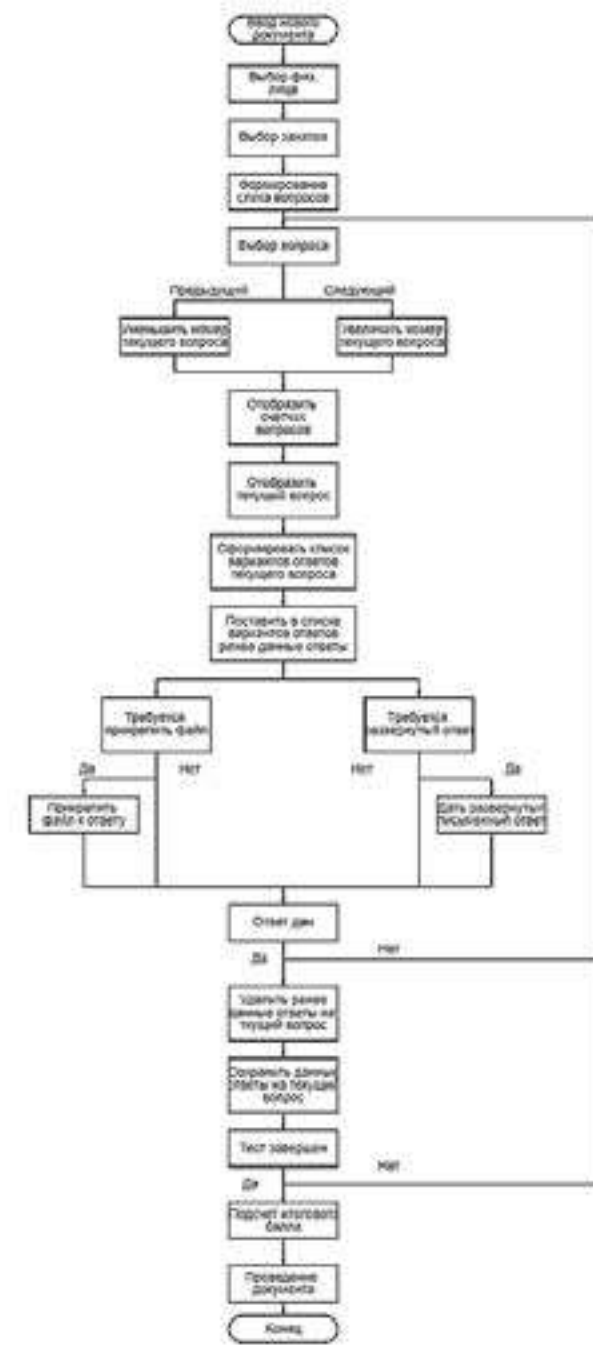 Ввод нового
документа
Выбор физ.
лица
Выбор занятия
Формирование
списка вопросов
Выбор вопроса
Предыдущий
Следующий
Уменьшить номер
текущего вопроса
Увеличить номер
текущего вопроса
Отобразить
счетчик
вопросов
Отобразить
текущий вопрос
Сформировать список
вариантов ответов
текущего вопроса
Поставить в списке
вариантов ответов
ранее данные ответы
Требуется
прикрепить файл
Требуется
развернутый ответ
Да
Нет
Нет
Да
Прикрепить
файл к ответу
Дать развернутый
письменный ответ
Ответ дан
Да
Нет
Удалить ранее
данные ответы на
текущий вопрос
Сохранить данные
ответы на текущий
вопрос
Тест завершен
Нет
Да
Подсчет итогового
балла
Проведение
документа
Конец